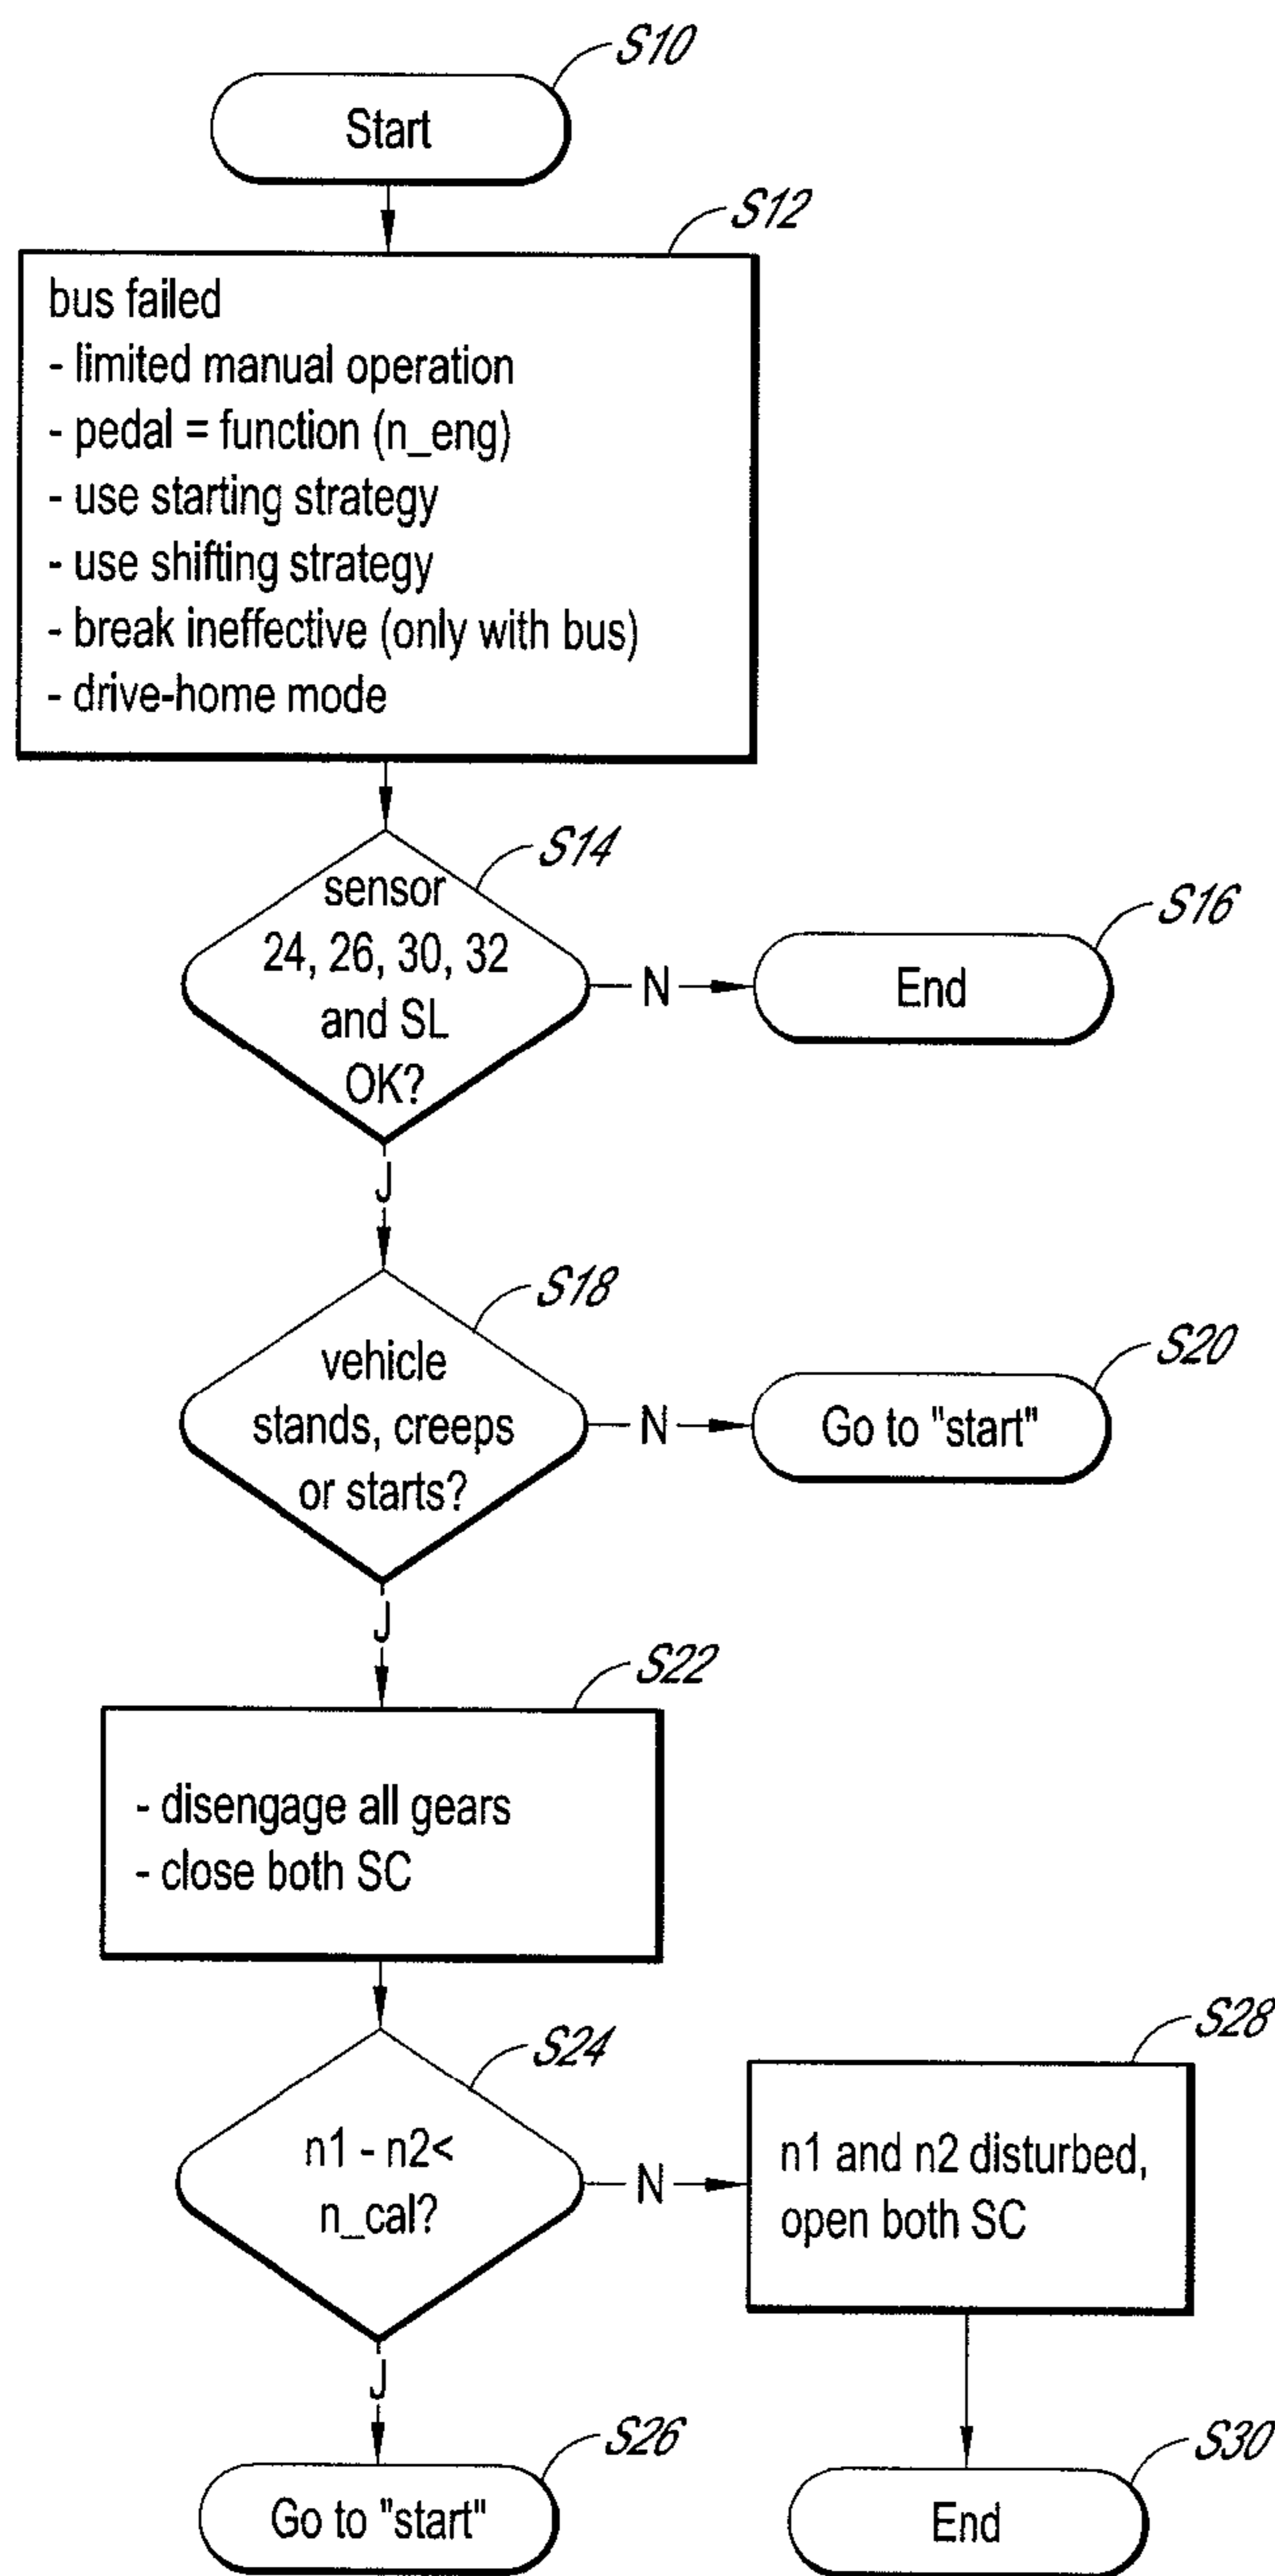 S10
Start
S12
bus failed
- limited manual operation
- pedal = function (n_eng)
- use starting strategy
- use shifting strategy
- break ineffective (only with bus)
- drive-home mode
S14
sensor
24, 26, 30, 32
and SL
OK?
N
S16
End
J
S18
vehicle
stands, creeps
or starts?
N
S20
Go to "start"
J
S22
- disengage all gears
- close both SC
S24
n1 - n2<
n_cal?
N
S28
n1 and n2 disturbed,
open both SC
J
S26
Go to "start"
S30
End